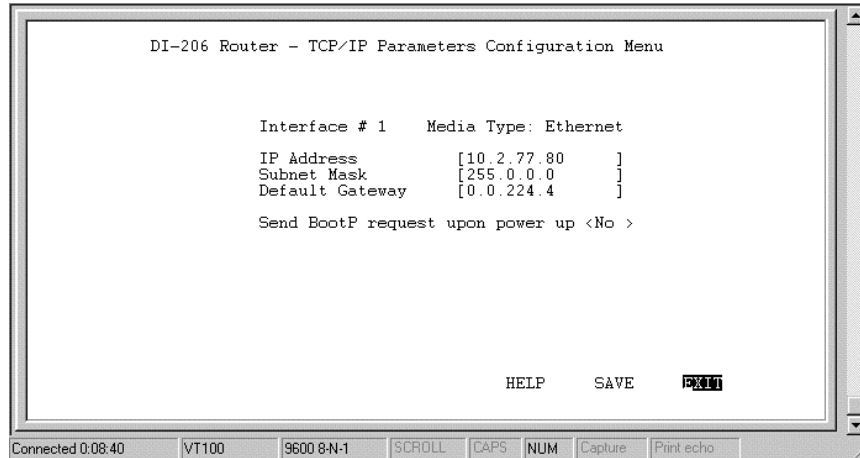 DI-206 Router - TCP/IP Parameters Configuration Menu
Interface # 1    Media Type: Ethernet
IP Address [10.2.77.80 ]
Subnet Mask [255.0.0.0 ]
Default Gateway [0.0.224.4 ]
Send BootP request upon power up <No >
HELP SAVE EXIT
Connected 0:08:40 VT100 9600 8-N-1 SCROLL CAPS NUM Capture Print echo